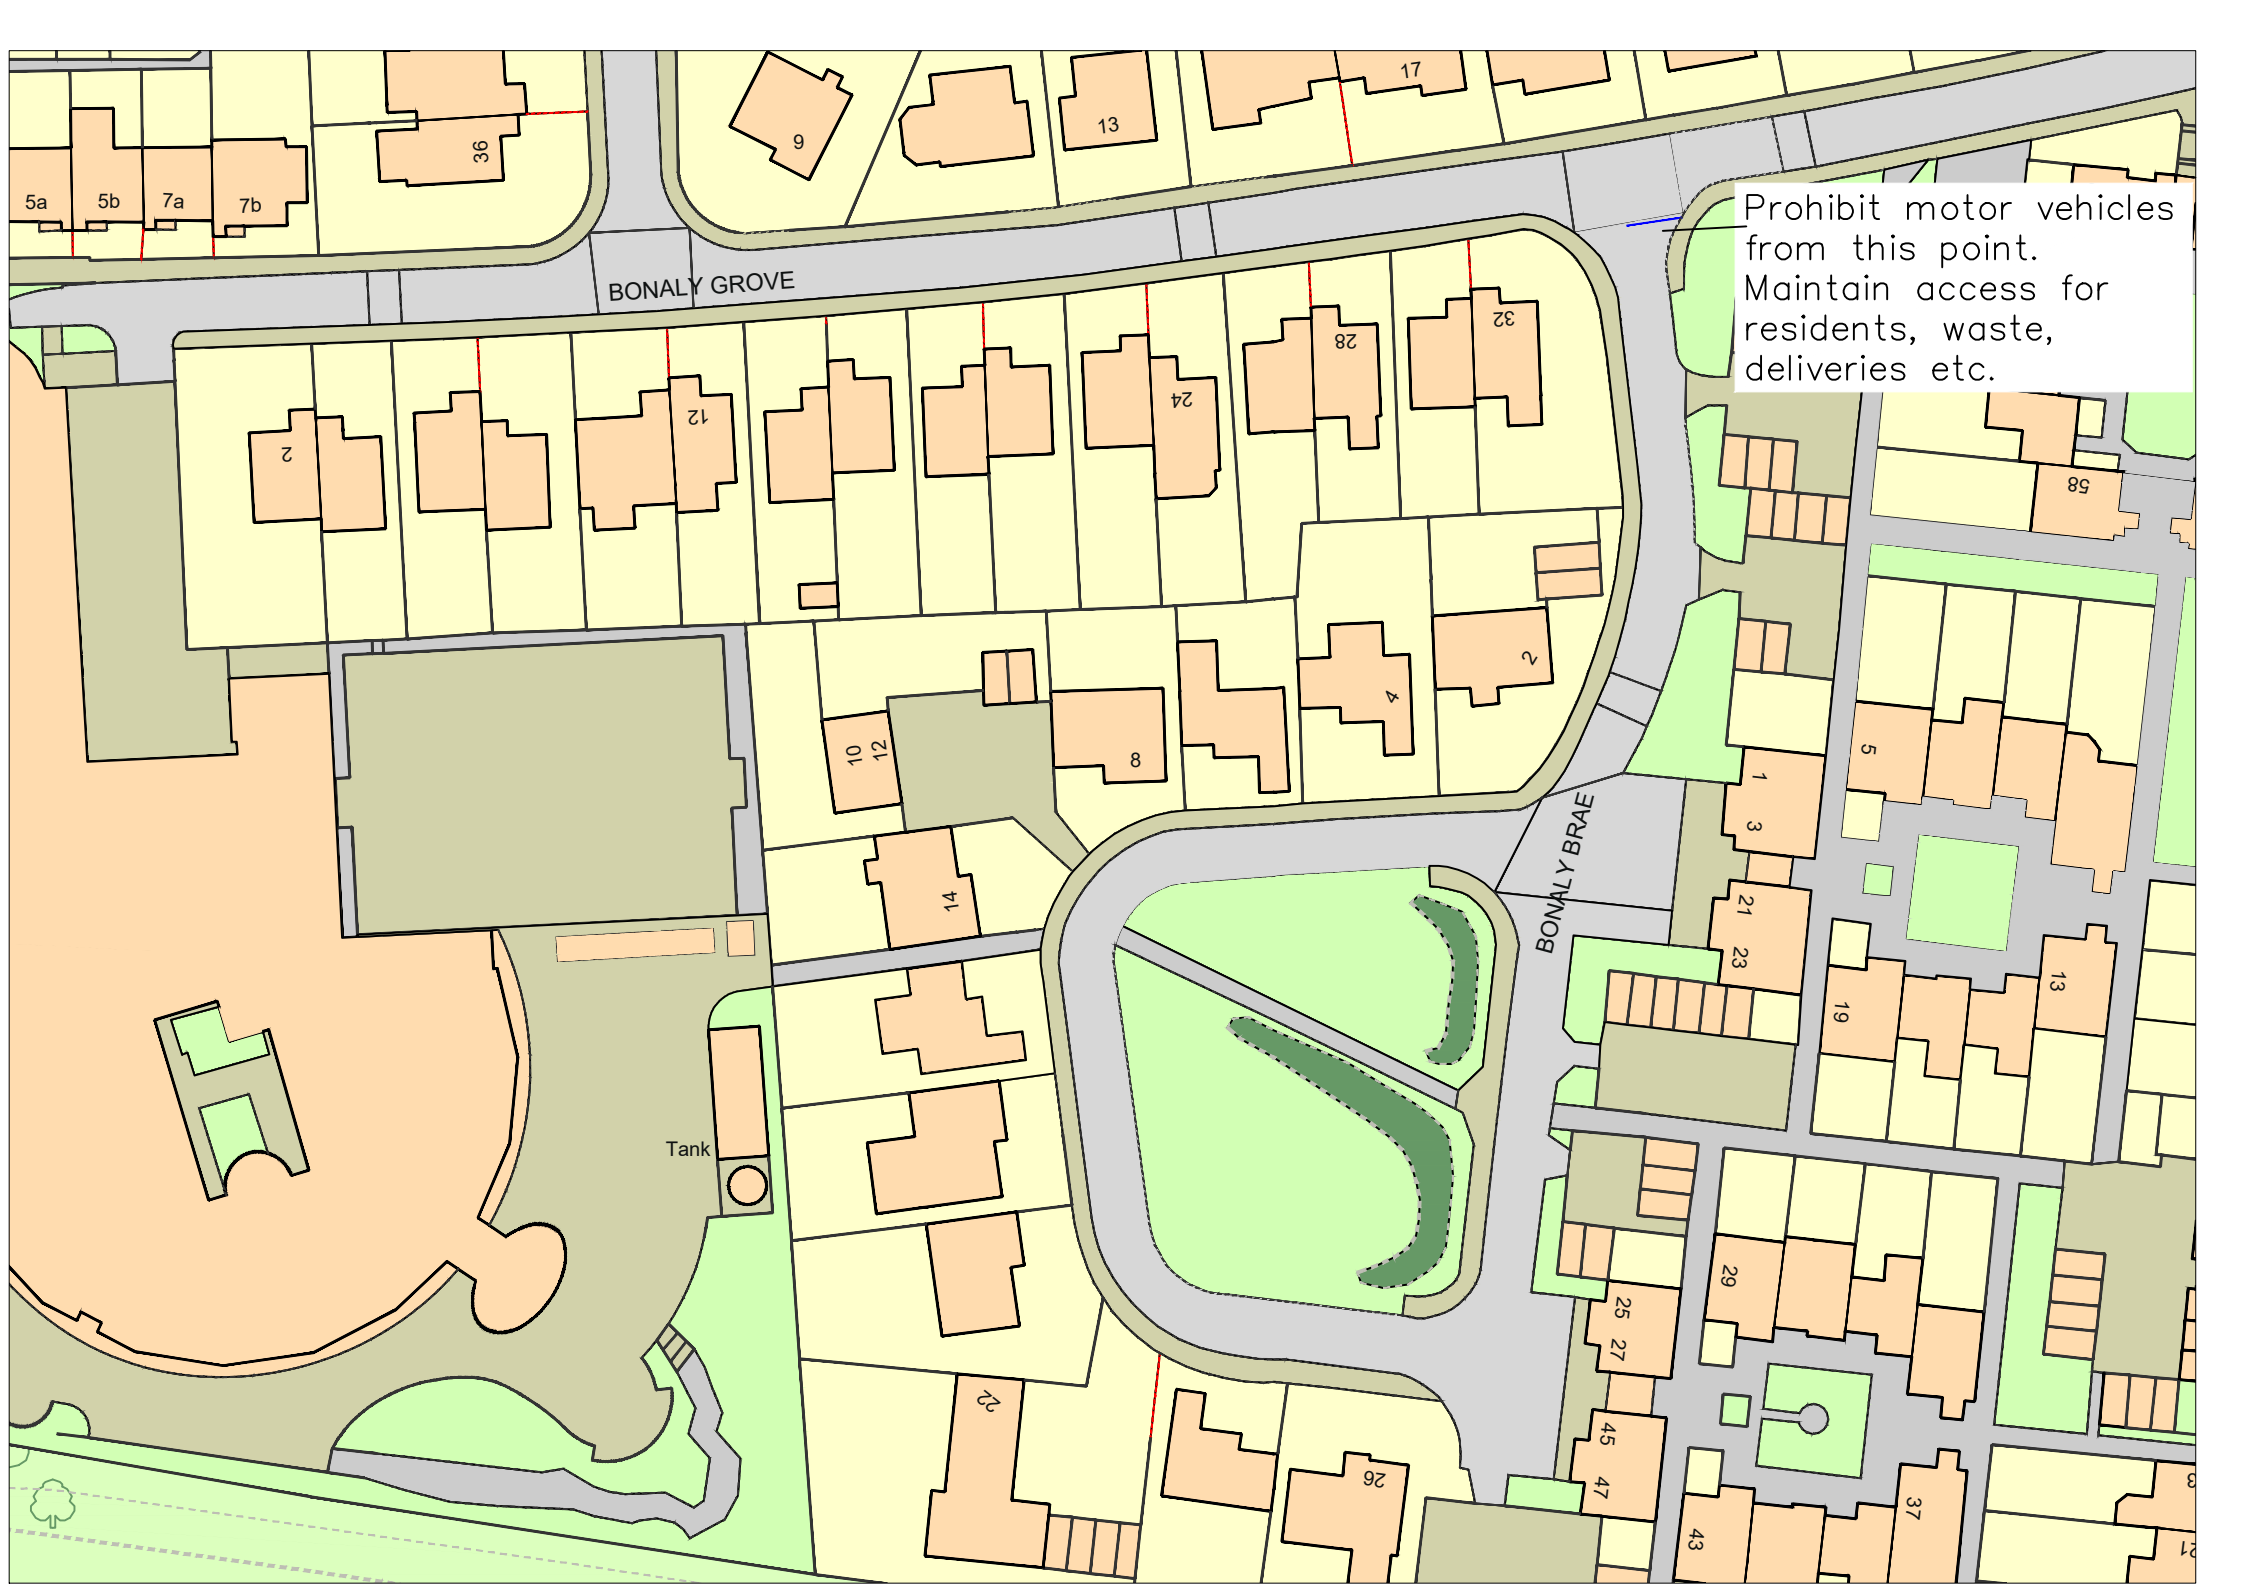 17
9
13
36
5a
5b
7a
7b
Prohibit motor vehicles
from this point.
Maintain access for
residents, waste,
deliveries etc.
BONALY GROVE
32
28
24
12
2
58
2
4
5
10
12
8
1
3
BONALY BRAE
14
21
23
13
19
Tank
29
25
27
22
45
26
47
37
43
21